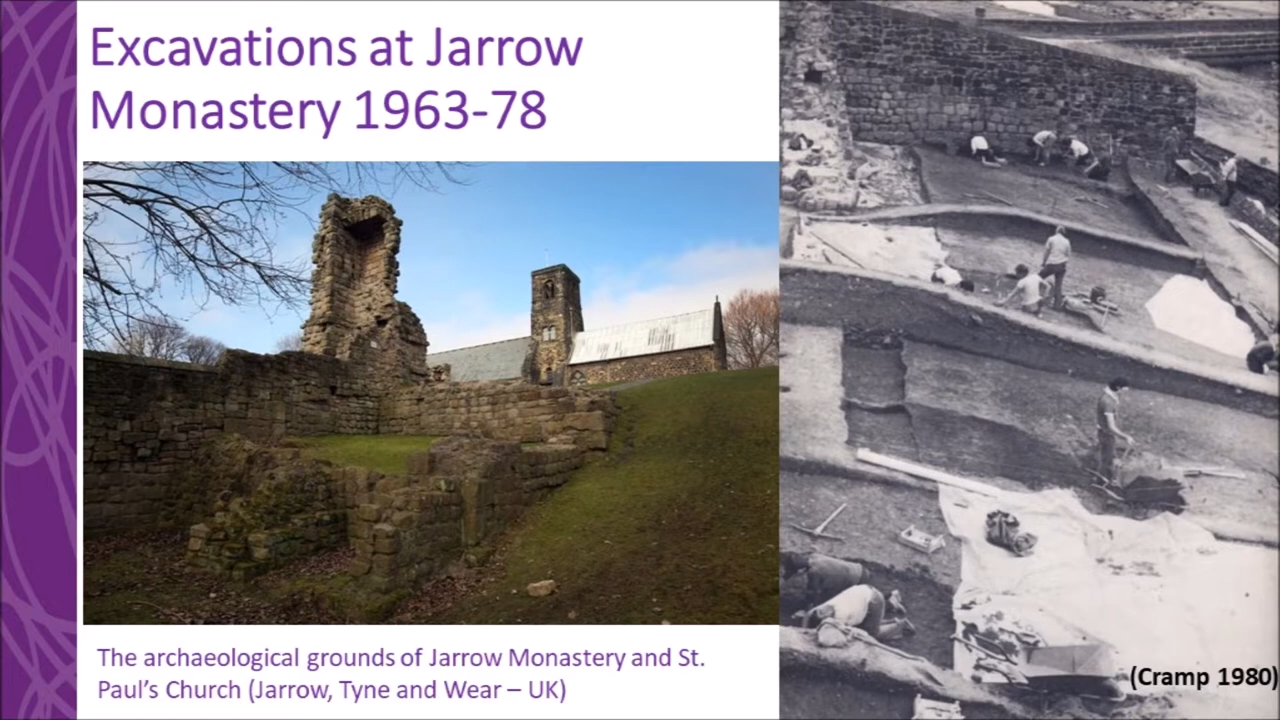 Excavations at Jarrow
Monastery 1963-78
The archaeological grounds of Jarrow Monastery and St.
Paul's Church (Jarrow, Tyne and Wear – UK)
(Cramp 1980)